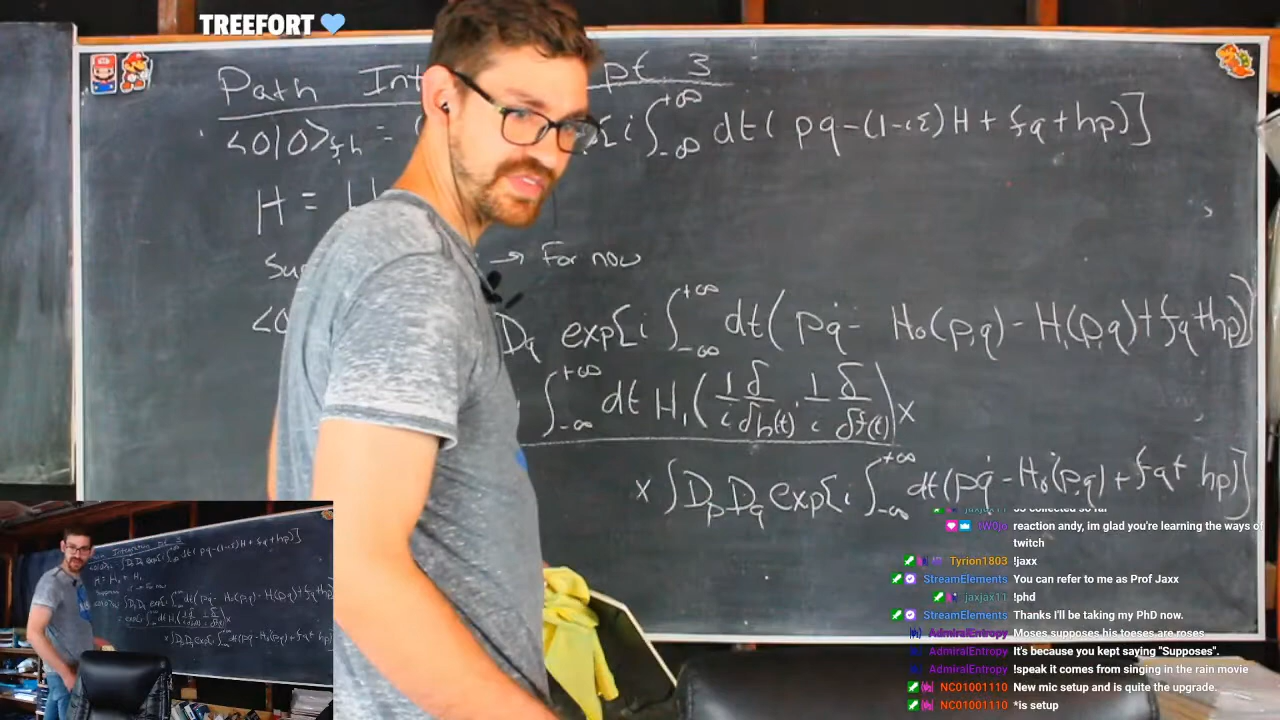 TREEFORT 🩵
Path Int pt 3
<0|0>f,h = [i ∫-∞ +∞ dt( pq̇-(1-iε)H + fq + hp)]
H = H
Su → For now
<0 Dq exp[i ∫-∞ +∞ dt( pq̇ - H₀(p,q) - H₁(p,q) + fq + hp)]
∫-∞ +∞ dt H₁( 1/i δ/δh(t), 1/i δ/δf(t) ) x
x ∫Dp Dq exp[i ∫-∞ +∞ dt(pq̇ - H₀(p,q) + fq + hp)]
tW0jo reaction andy, im glad you're learning the ways of
twitch
Tyrion1803 !jaxx
StreamElements You can refer to me as Prof Jaxx
jaxjax11 !phd
StreamElements Thanks I'll be taking my PhD now.
AdmiralEntropy Moses supposes his toeses are roses
AdmiralEntropy It's because you kept saying "Supposes".
AdmiralEntropy !speak it comes from singing in the rain movie
NC01001110 New mic setup and is quite the upgrade.
NC01001110 *is setup